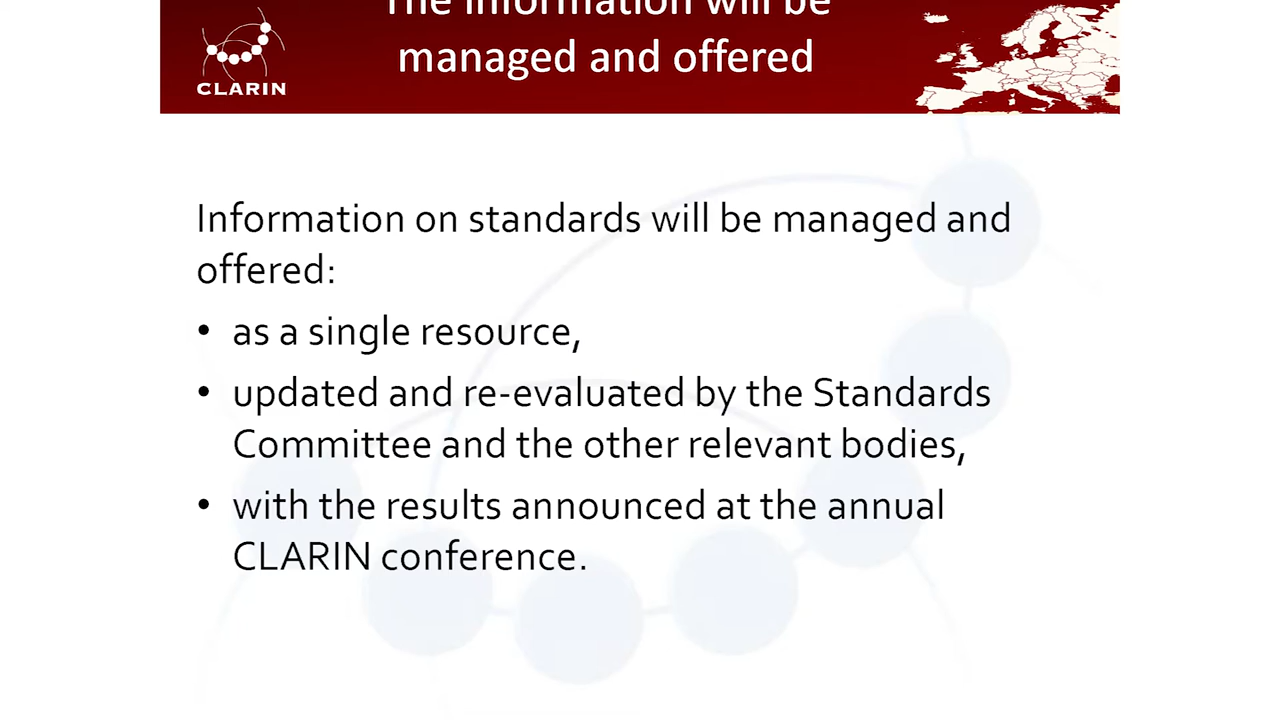 The information will be
managed and offered
CLARIN
Information on standards will be managed and
offered:
• as a single resource,
• updated and re-evaluated by the Standards
Committee and the other relevant bodies,
• with the results announced at the annual
CLARIN conference.